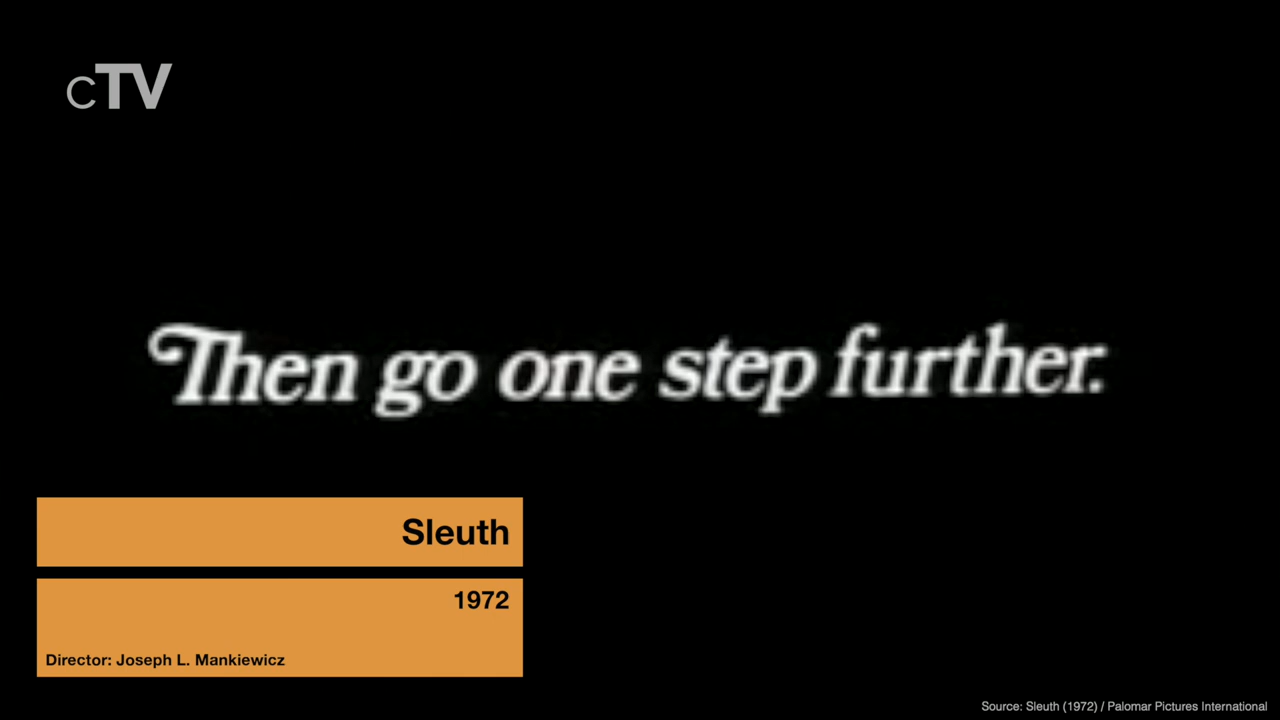 cTV
Then go one step further.
Sleuth
1972
Director: Joseph L. Mankiewicz
Source: Sleuth (1972) / Palomar Pictures International